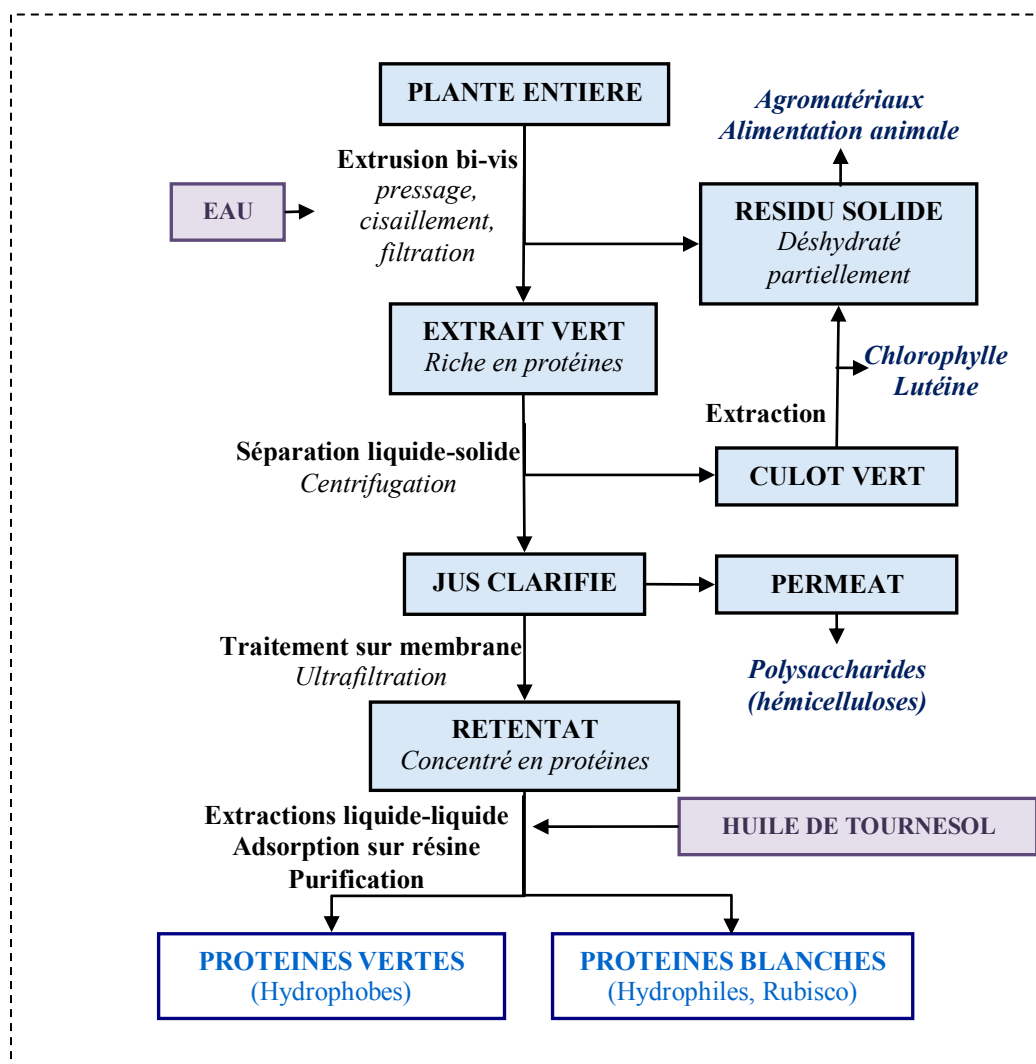 PLANTE ENTIERE
Agromatériaux
Alimentation animale
Extrusion bi-vis
pressage,
cisaillement,
filtration
EAU
RESIDU SOLIDE
Déshydraté
partiellement
EXTRAIT VERT
Riche en protéines
Chlorophylle
Lutéine
Extraction
Séparation liquide-solide
Centrifugation
CULOT VERT
JUS CLARIFIE
PERMEAT
Traitement sur membrane
Ultrafiltration
Polysaccharides
(hémicelluloses)
RETENTAT
Concentré en protéines
Extractions liquide-liquide
Adsorption sur résine
Purification
HUILE DE TOURNESOL
PROTEINES VERTES
(Hydrophobes)
PROTEINES BLANCHES
(Hydrophiles, Rubisco)